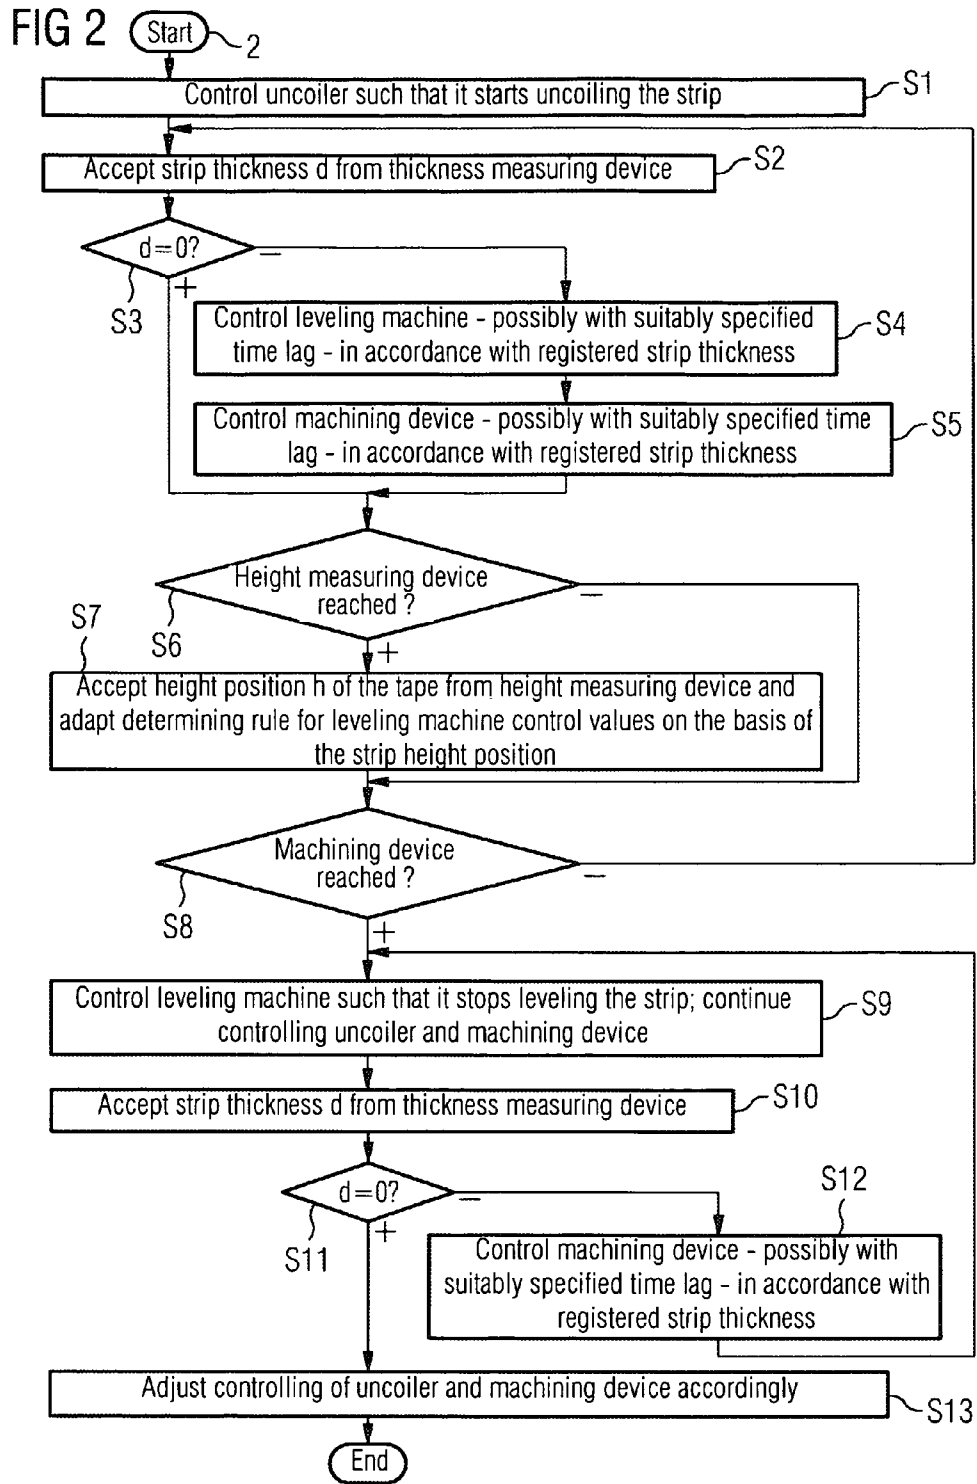 FIG 2
Start
2
Control uncoiler such that it starts uncoiling the strip
S1
Accept strip thickness d from thickness measuring device
S2
d=0?
–
+
S3
Control leveling machine - possibly with suitably specified
time lag - in accordance with registered strip thickness
S4
Control machining device - possibly with suitably specified time
lag - in accordance with registered strip thickness
S5
Height measuring device
reached ?
–
+
S6
S7
Accept height position h of the tape from height measuring device and
adapt determining rule for leveling machine control values on the basis of
the strip height position
Machining device
reached ?
–
+
S8
Control leveling machine such that it stops leveling the strip; continue
controlling uncoiler and machining device
S9
Accept strip thickness d from thickness measuring device
S10
d=0?
–
+
S11
S12
Control machining device - possibly with
suitably specified time lag - in accordance with
registered strip thickness
Adjust controlling of uncoiler and machining device accordingly
S13
End